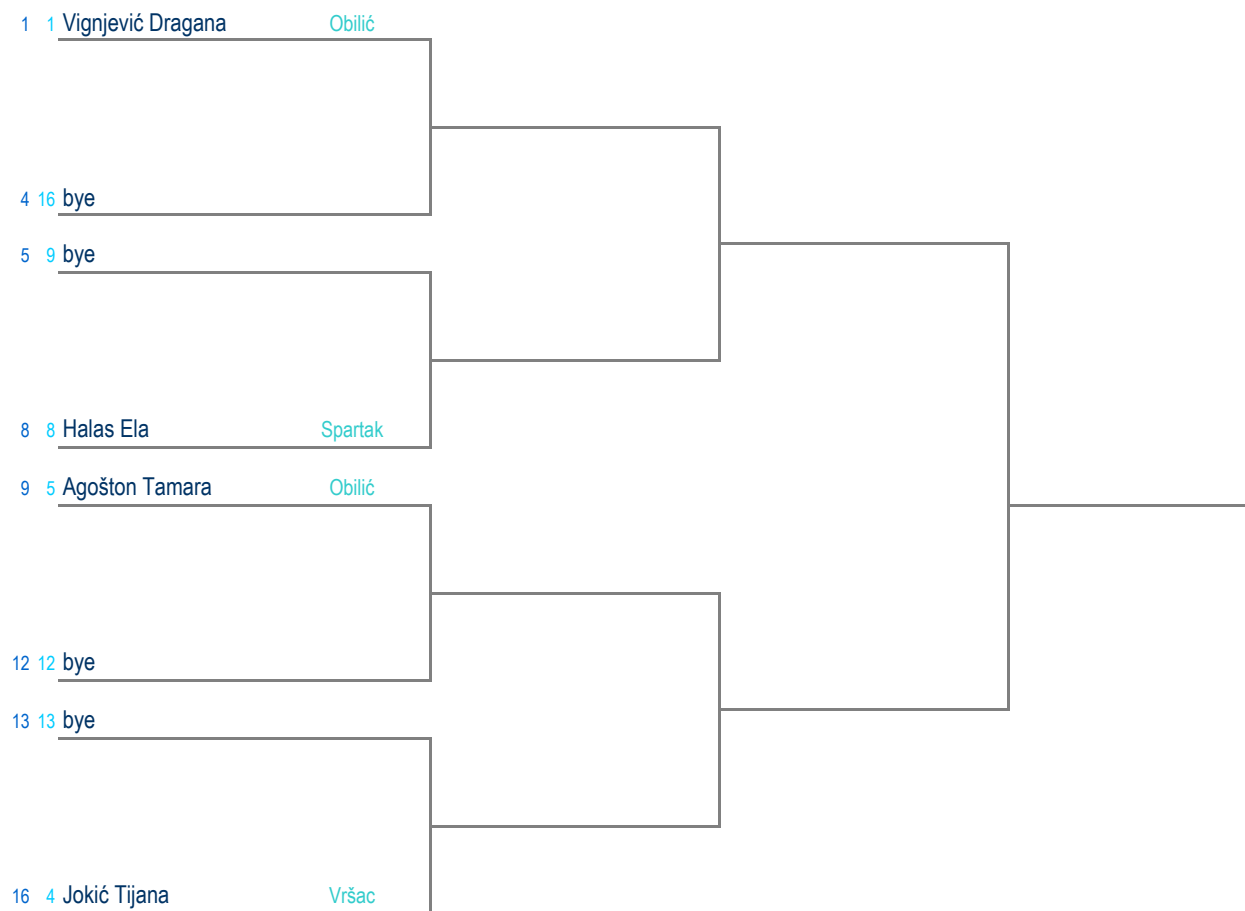 1 1 Vignjević Dragana Obilić
4 16 bye
5 9 bye
8 8 Halas Ela Spartak
9 5 Agošton Tamara Obilić
12 12 bye
13 13 bye
16 4 Jokić Tijana Vršac